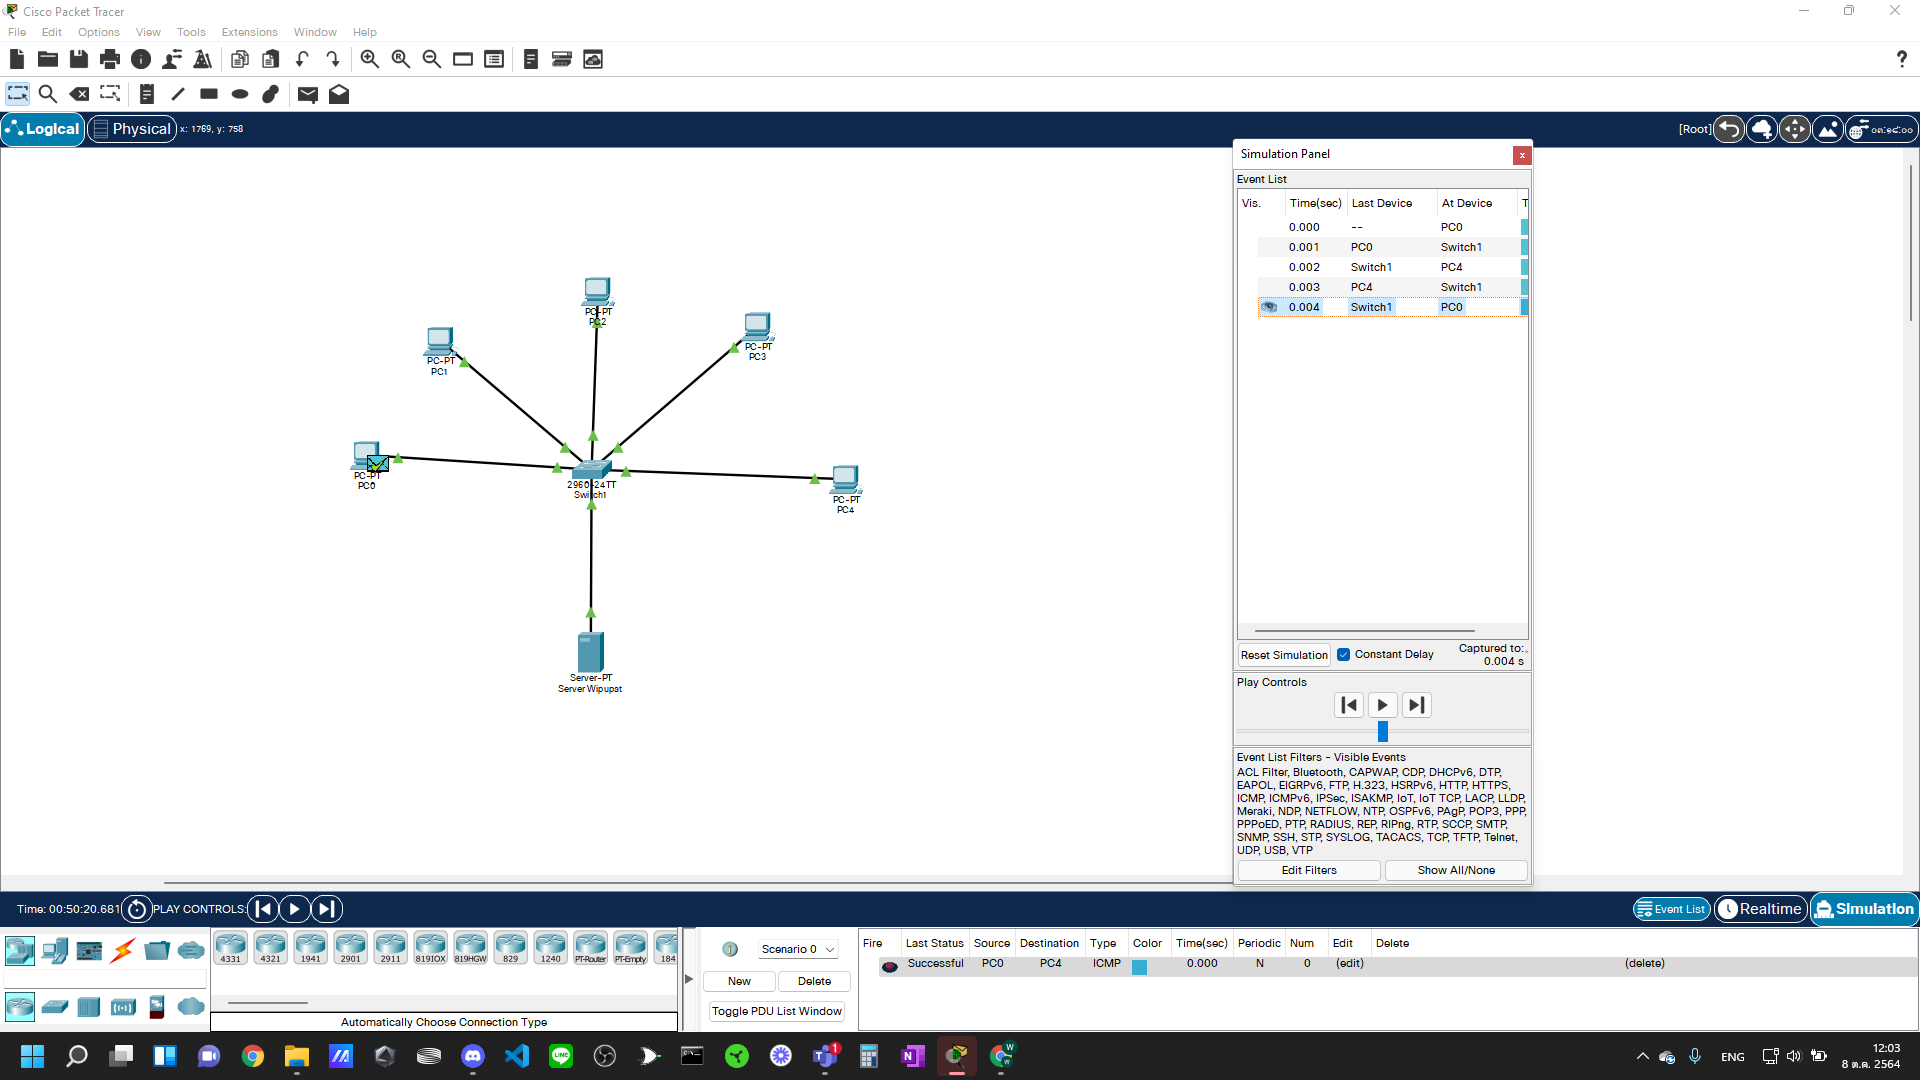 Cisco Packet Tracer
File Edit Options View Tools Extensions Window Help
Logical Physical x: 1769, y: 758 [Root]
Simulation Panel
Event List
Vis. Time(sec) Last Device At Device T
0.000 -- PC0
0.001 PC0 Switch1
0.002 Switch1 PC4
0.003 PC4 Switch1
0.004 Switch1 PC0
PC-PT
PC2
PC-PT
PC3
PC-PT
PC1
PC-PT
PC0
2960-24TT
Switch1
PC-PT
PC4
Server-PT
Server Wipupat
Reset Simulation Constant Delay Captured to:
0.004 s
Play Controls
Event List Filters - Visible Events
ACL Filter, Bluetooth, CAPWAP, CDP, DHCPv6, DTP,
EAPOL, EIGRPv6, FTP, H.323, HSRPv6, HTTP, HTTPS,
ICMP, ICMPv6, IPSec, ISAKMP, IoT, IoT TCP, LACP, LLDP,
Meraki, NDP, NETFLOW, NTP, OSPFv6, PAgP, POP3, PPP,
PPPoED, PTP, RADIUS, REP, RIPng, RTP, SCCP, SMTP,
SNMP, SSH, STP, SYSLOG, TACACS, TCP, TFTP, Telnet,
UDP, USB, VTP
Edit Filters Show All/None
Time: 00:50:20.681 PLAY CONTROLS: Event List Realtime Simulation
4331 4321 1941 2901 2911 819IOX 819HGW 829 1240 PT-Router PT-Empty 184
Automatically Choose Connection Type
Scenario 0
New Delete
Toggle PDU List Window
Fire Last Status Source Destination Type Color Time(sec) Periodic Num Edit Delete
Successful PC0 PC4 ICMP 0.000 N 0 (edit) (delete)
ENG
12:03
8 ต.ค. 2564